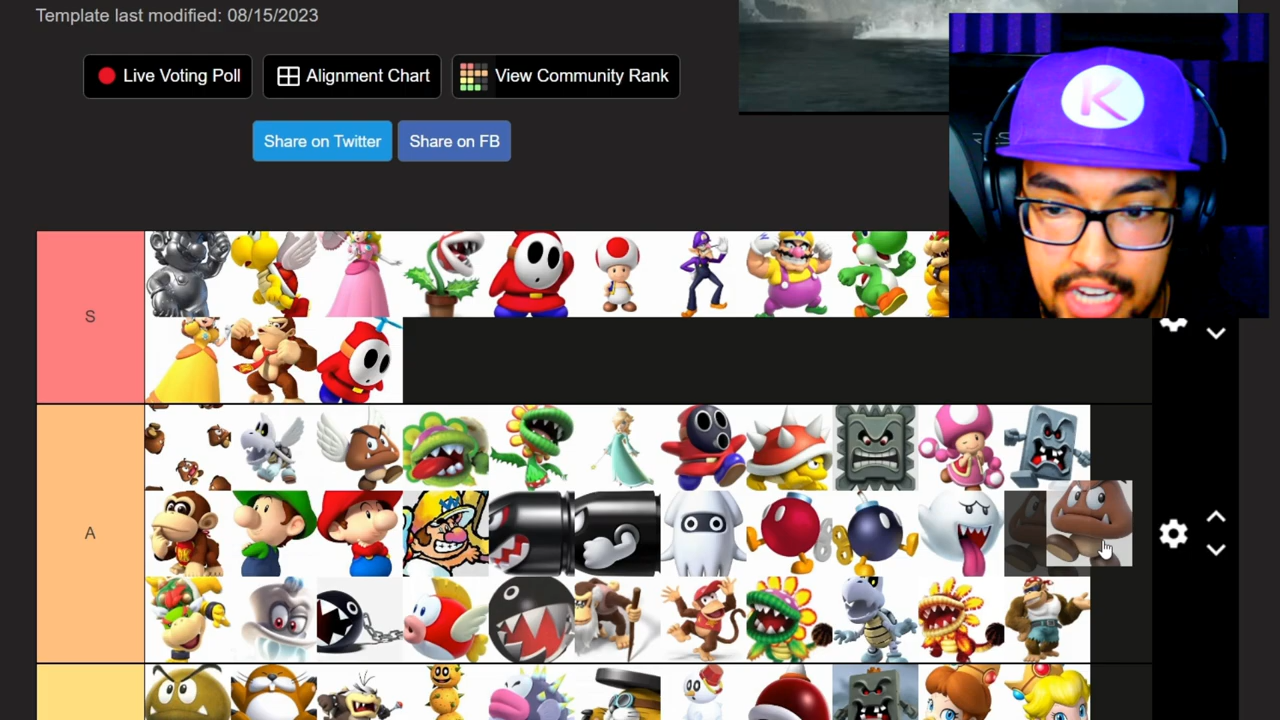 Template last modified: 08/15/2023
Live Voting Poll
Alignment Chart
View Community Rank
Share on Twitter
Share on FB
K
S
A